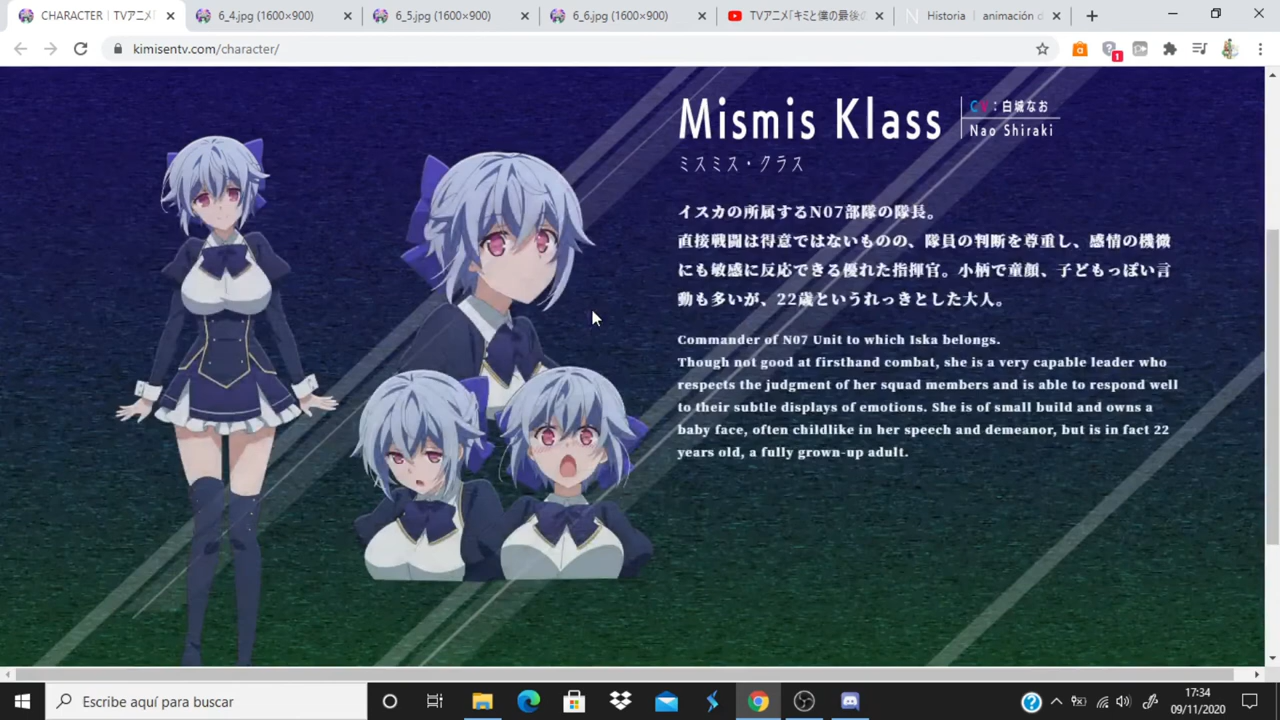 CHARACTER | TVアニメ「
6_4.jpg (1600×900)
6_5.jpg (1600×900)
6_6.jpg (1600×900)
TVアニメ「キミと僕の最後の
Historia | animación d
kimisentv.com/character/
1
Mismis Klass
CV:白城なお
Nao Shiraki
ミスミス・クラス
イスカの所属するN07部隊の隊長。
直接戦闘は得意ではないものの、隊員の判断を尊重し、感情の機微
にも敏感に反応できる優れた指揮官。小柄で童顔、子どもっぽい言
動も多いが、22歳というれっきとした大人。
Commander of N07 Unit to which Iska belongs.
Though not good at firsthand combat, she is a very capable leader who
respects the judgment of her squad members and is able to respond well
to their subtle displays of emotions. She is of small build and owns a
baby face, often childlike in her speech and demeanor, but is in fact 22
years old, a fully grown-up adult.
Escribe aquí para buscar
17:34
09/11/2020